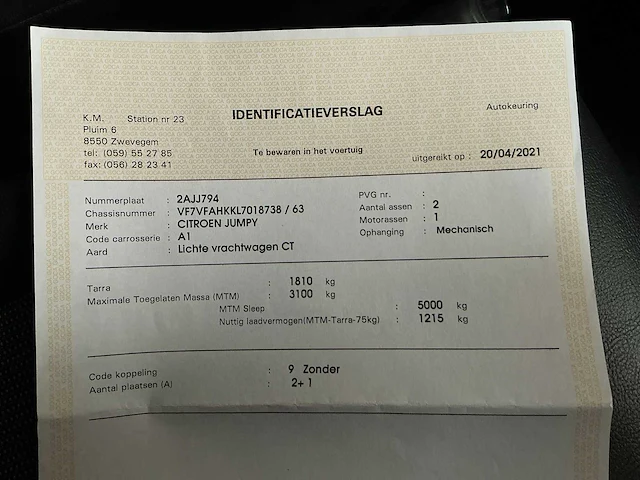 IDENTIFICATIEVERSLAG
Autokeuring
K.M. Station nr 23
Pluim 6
8550 Zwevegem
tel: (059) 55 27 85
fax: (056) 28 23 41
Te bewaren in het voertuig
uitgereikt op : 20/04/2021
Nummerplaat : 2AJJ794
Chassisnummer : VF7VFAHKKL7018738 / 63
Merk : CITROEN JUMPY
Code carrosserie : A1
Aard : Lichte vrachtwagen CT
PVG nr. :
Aantal assen : 2
Motorassen : 1
Ophanging : Mechanisch
Tarra : 1810 kg
Maximale Toegelaten Massa (MTM) : 3100 kg
MTM Sleep : 5000 kg
Nuttig laadvermogen(MTM-Tarra-75kg) : 1215 kg
Code koppeling : 9 Zonder
Aantal plaatsen (A) : 2+ 1